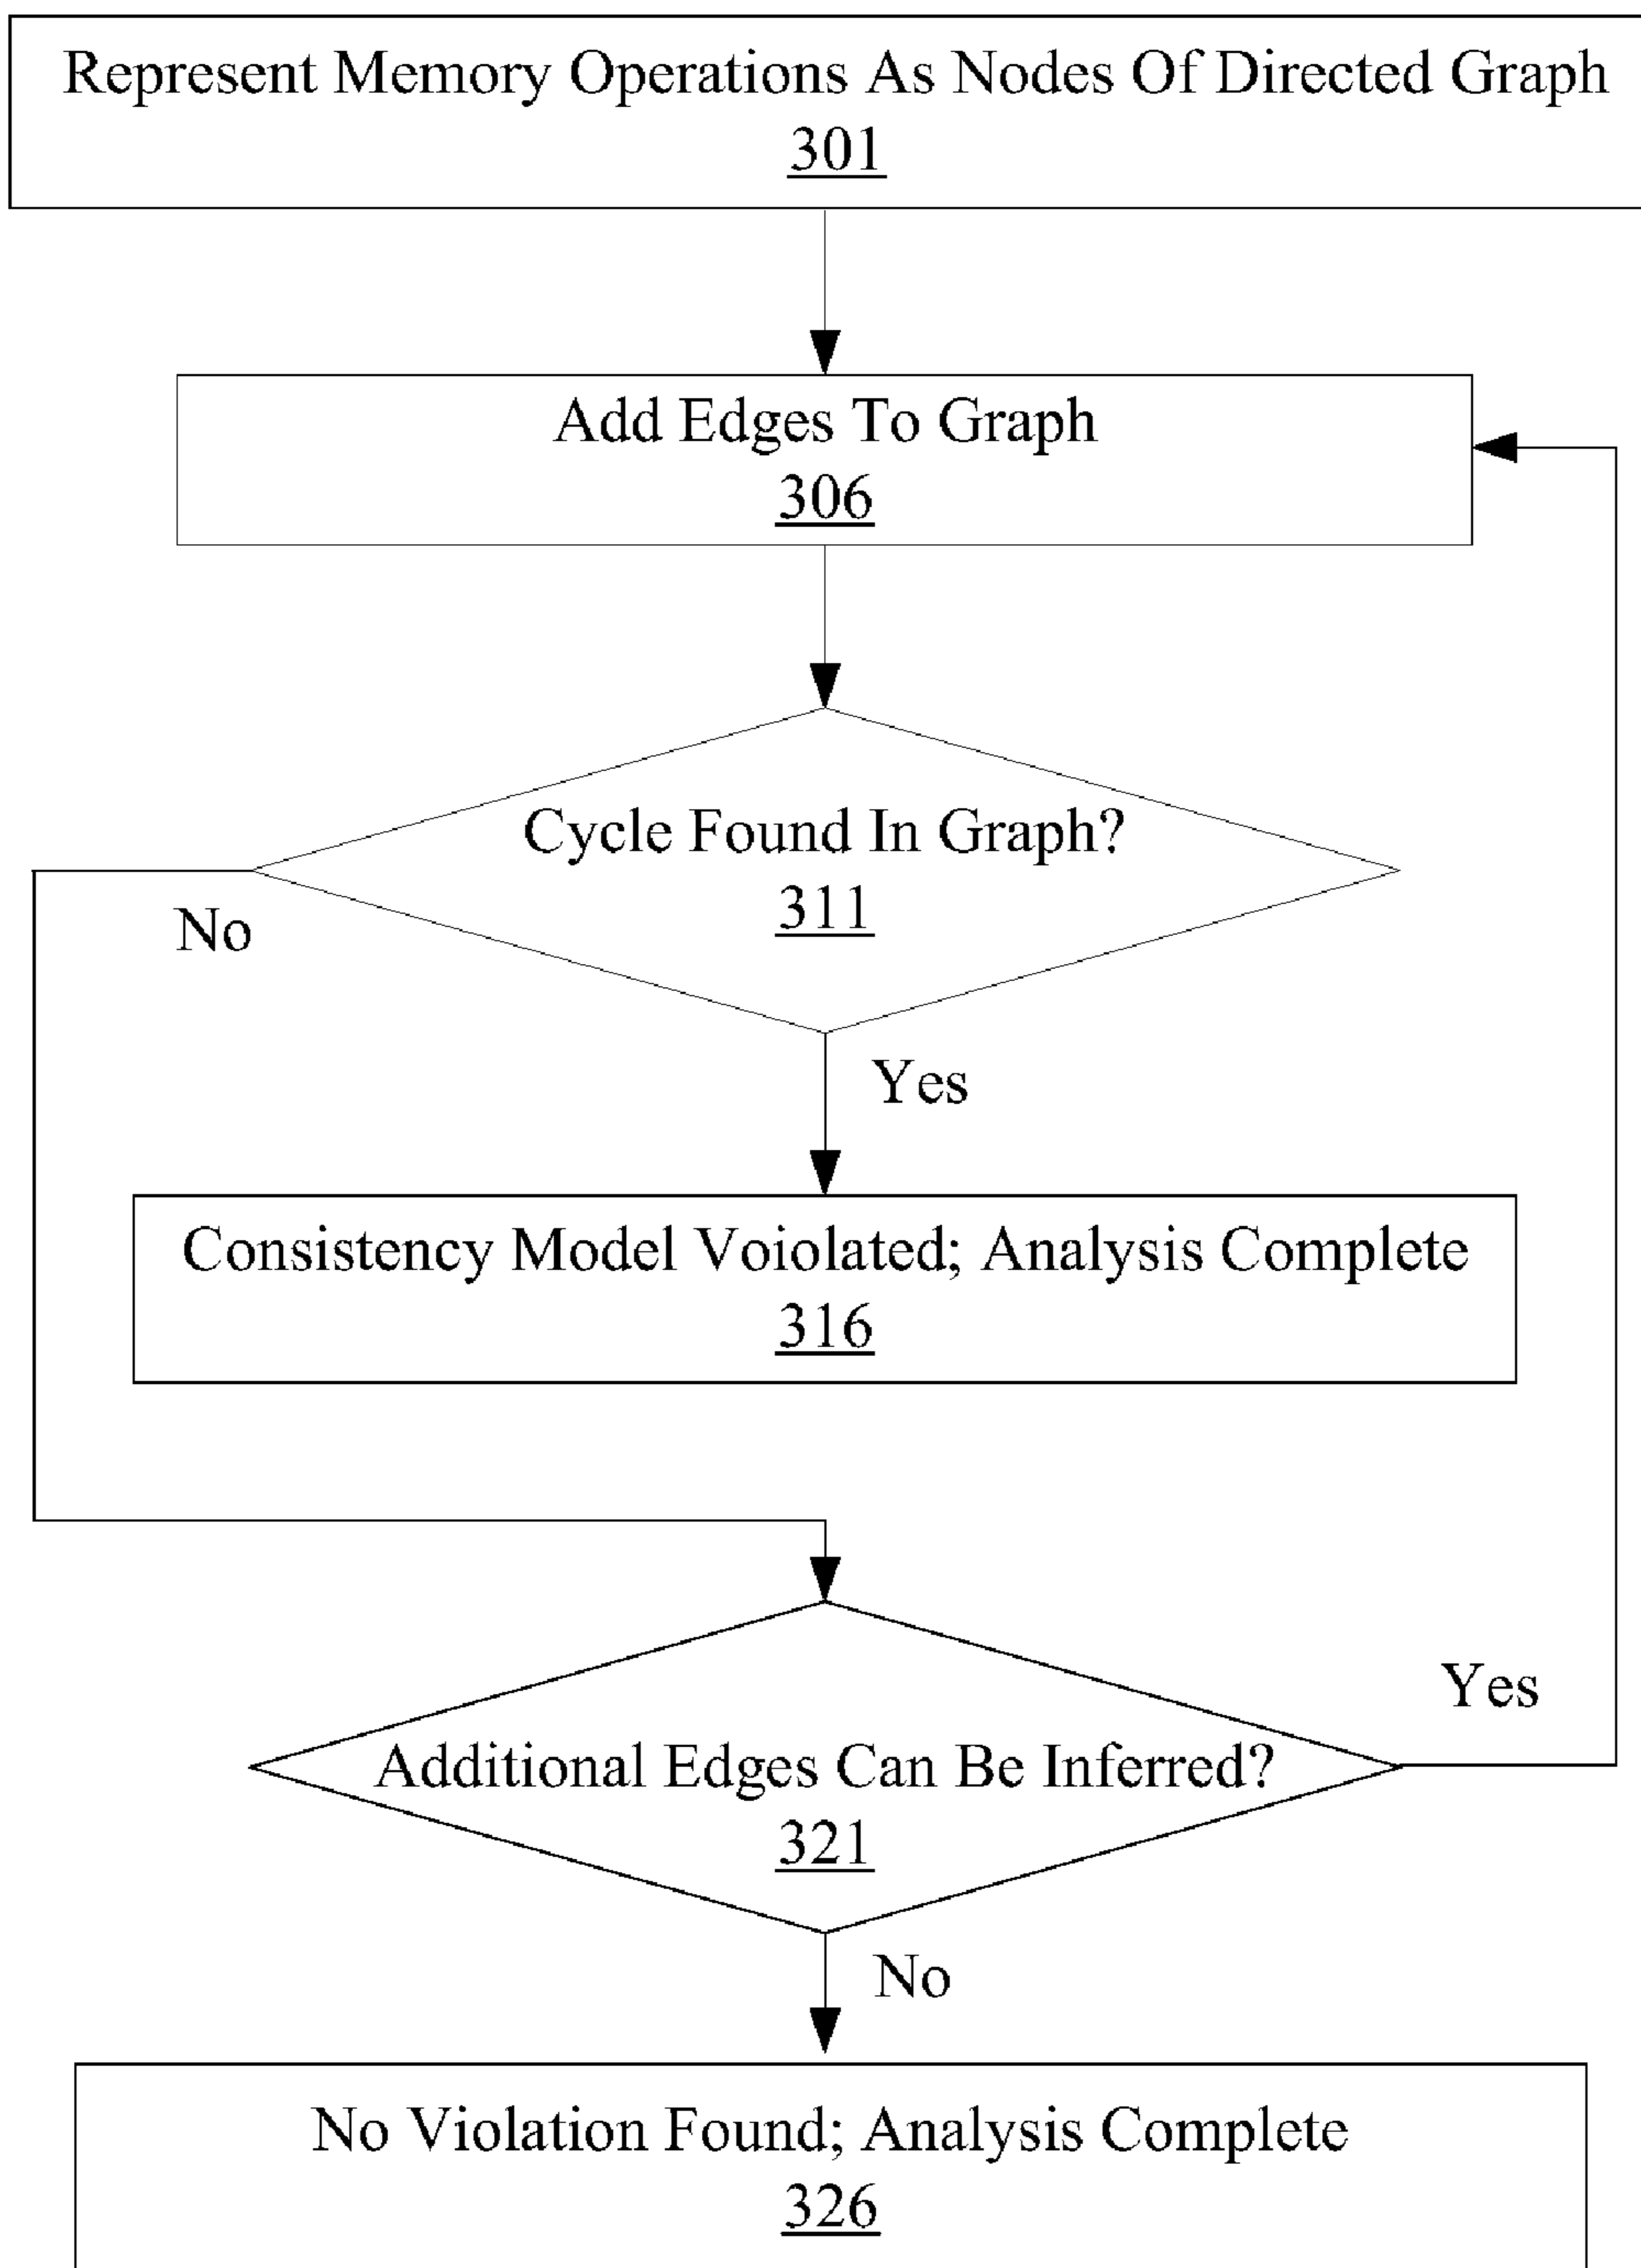 Represent Memory Operations As Nodes Of Directed Graph
301
Add Edges To Graph
306
Cycle Found In Graph?
311
No
Yes
Consistency Model Voiolated; Analysis Complete
316
Yes
Additional Edges Can Be Inferred?
321
No
No Violation Found; Analysis Complete
326